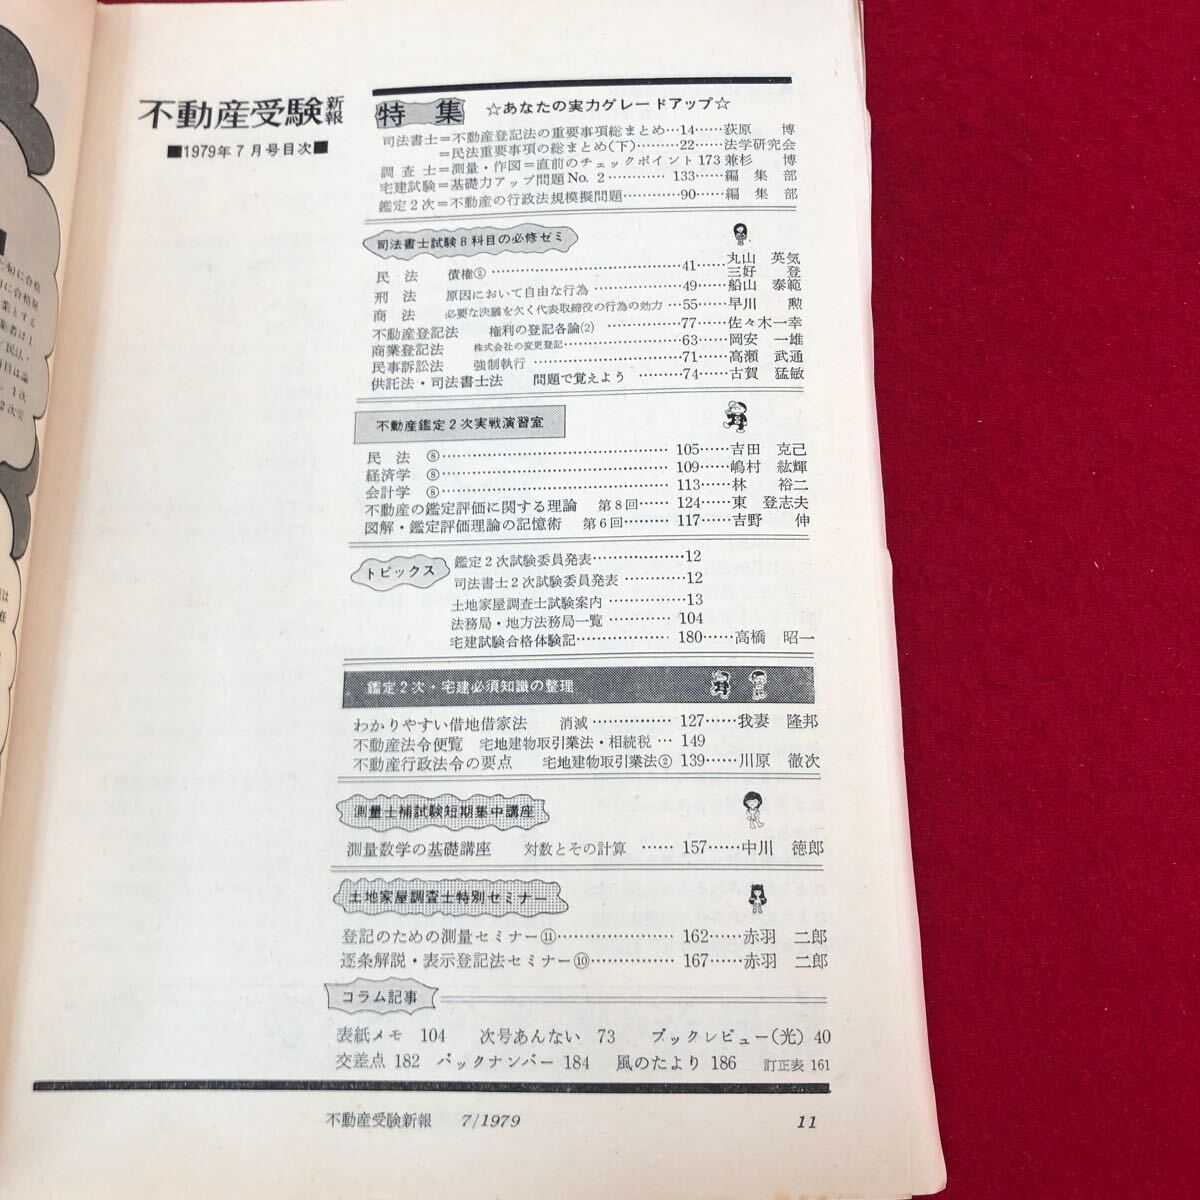 不動産受験新報
■1979年7月号目次■
特集 ☆あなたの実力グレードアップ☆
司法書士=不動産登記法の重要事項総まとめ…14……荻原 博
=民法重要事項の総まとめ(下)………22……法学研究会
調査士=測量・作図=直前のチェックポイント 173 兼杉 博
宅建試験=基礎力アップ問題No. 2………… 133……編集部
鑑定2次=不動産の行政法規模擬問題…………90……編集部
司法書士試験8科目の必修ゼミ
民法 債権②……………………………………41……丸山 英気
三好 登
刑法 原因において自由な行為……………49……船山 泰範
商法 必要な決議を欠く代表取締役の行為の効力…55……早川 勲
不動産登記法 権利の登記各論(2)……………77……佐々木一幸
商業登記法 株式会社の変更登記………………63……岡安 一雄
民事訴訟法 強制執行……………………………71……高瀬 武通
供託法・司法書士法 問題で覚えよう ………74……古賀 猛敏
不動産鑑定2次実戦演習室
民法 ⑧……………………………………105……吉田 克己
経済学 ⑧……………………………………109……嶋村 紘輝
会計学 ⑧……………………………………113……林 裕二
不動産の鑑定評価に関する理論 第8回…… 124……東 登志夫
図解・鑑定評価理論の記憶術 第6回……… 117……吉野 伸
トピックス
鑑定2次試験委員発表………………12
司法書士2次試験委員発表…………12
土地家屋調査士試験案内……………13
法務局・地方法務局一覧………… 104
宅建試験合格体験記……………… 180……高橋 昭一
鑑定2次・宅建必須知識の整理
わかりやすい借地借家法 消滅…………… 127……我妻 隆邦
不動産法令便覧 宅地建物取引業法・相続税… 149
不動産行政法令の要点 宅地建物取引業法② 139……川原 徹次
測量士補試験短期集中講座
測量数学の基礎講座 対数とその計算 …… 157……中川 徳郎
土地家屋調査士特別セミナー
登記のための測量セミナー⑪………………… 162……赤羽 二郎
逐条解説・表示登記法セミナー⑩…………… 167……赤羽 二郎
コラム記事
表紙メモ 104 次号あんない 73 ブックレビュー(光) 40
交差点 182 バックナンバー 184 風のたより 186 訂正表 161
不動産受験新報 7/1979 11